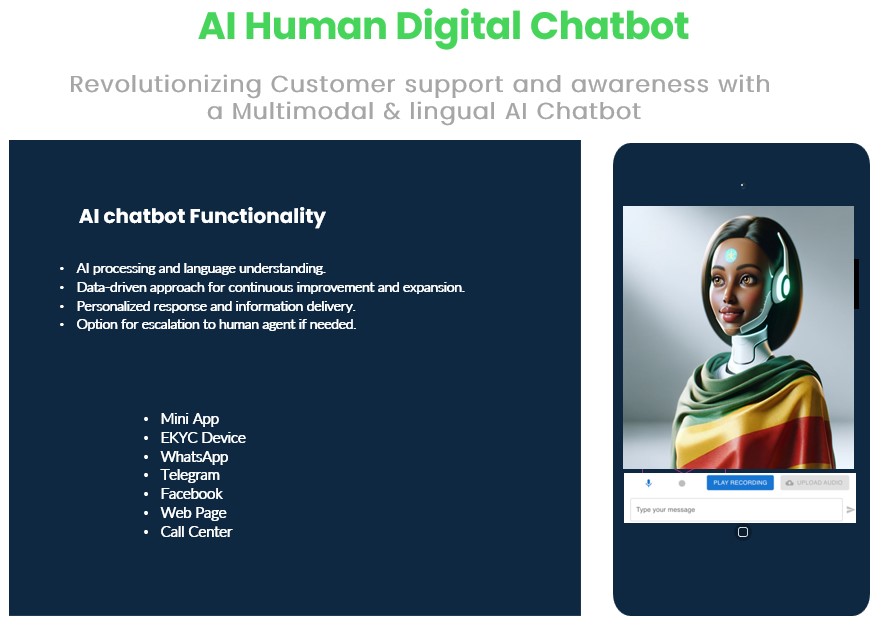 AI Human Digital Chatbot
Revolutionizing Customer support and awareness with
a Multimodal & lingual AI Chatbot
AI chatbot Functionality
• AI processing and language understanding.
• Data-driven approach for continuous improvement and expansion.
• Personalized response and information delivery.
• Option for escalation to human agent if needed.
• Mini App
• EKYC Device
• WhatsApp
• Telegram
• Facebook
• Web Page
• Call Center
PLAY RECORDING
UPLOAD AUDIO
Type your message